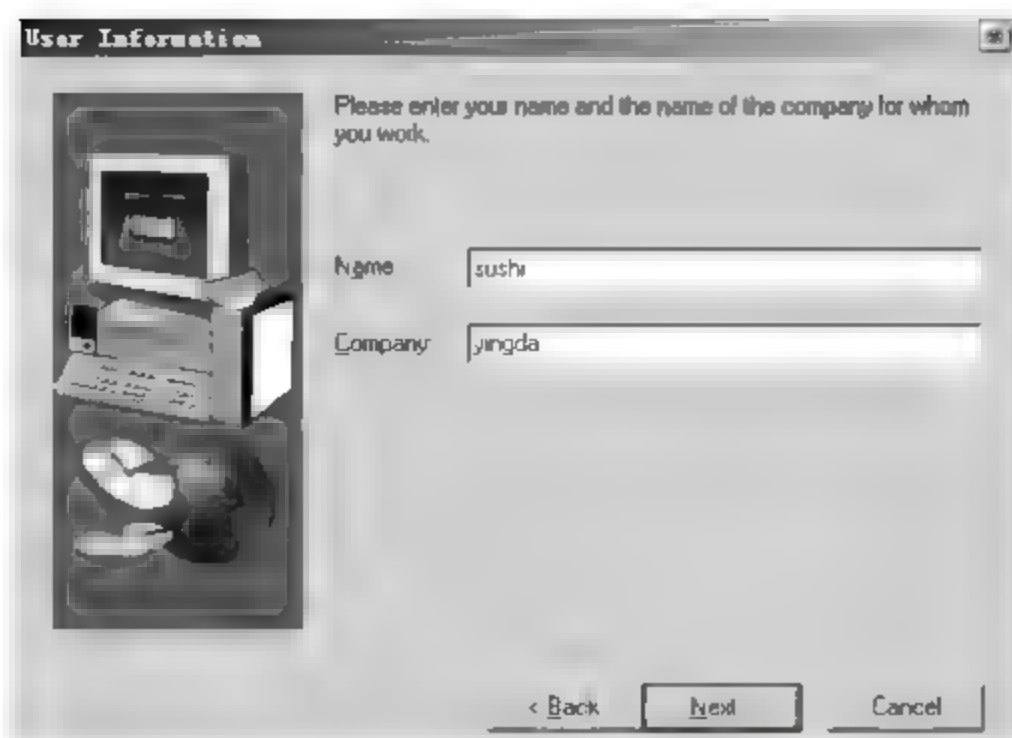 User Information
Please enter your name and the name of the company for whom
you work.
Name sushi
Company yingda
< Back Next Cancel